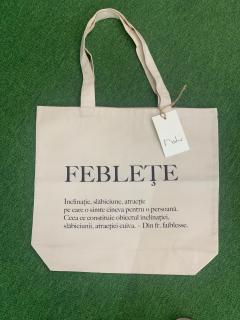 FEBLEŢE
Înclinație, slăbiciune, atracție
pe care o simte cineva pentru o persoană.
Ceea ce constituie obiectul înclinației,
slăbiciunii, atracției cuiva. - Din fr. faiblesse.